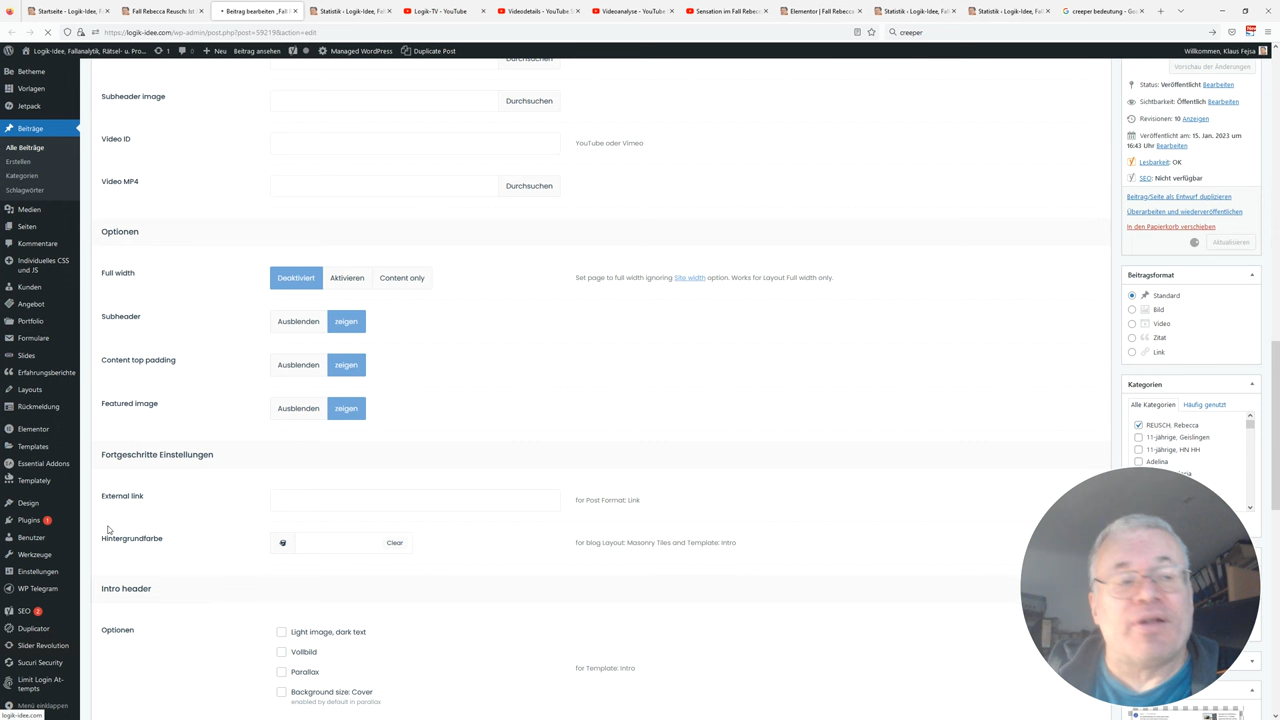 Startseite - Logik-Idee, F
Fall Rebecca Reusch: Ist
Beitrag bearbeiten „Fall
Statistik ‹ Logik-Idee, Fal
Logik-TV - YouTube
Videodetails - YouTube S
Videoanalyse - YouTube
Sensation im Fall Rebecc
Elementor | Fall Rebecca
Statistik ‹ Logik-Idee, Fal
Statistik ‹ Logik-Idee, Fal
creeper bedeutung - Goo
https://logik-idee.com/wp-admin/post.php?post=59219&action=edit
creeper
Logik-Idee, Fallanalytik, Rätsel- u. Pro...
1
0
Neu
Beitrag ansehen
Managed WordPress
Duplicate Post
Willkommen, Klaus Fejsa
Betheme
Vorlagen
Jetpack
Beiträge
Alle Beiträge
Erstellen
Kategorien
Schlagwörter
Medien
Seiten
Kommentare
Individuelles CSS
und JS
Kunden
Angebot
Portfolio
Formulare
Slides
Erfahrungsberichte
Layouts
Rückmeldung
Elementor
Templates
Essential Addons
Templately
Design
Plugins 1
Benutzer
Werkzeuge
Einstellungen
WP Telegram
SEO 2
Duplicator
Slider Revolution
Sucuri Security
Limit Login At-
tempts
Menü einklappen
logik-idee.com
Durchsuchen
Subheader image
Durchsuchen
Video ID
YouTube oder Vimeo
Video MP4
Durchsuchen
Optionen
Full width
Deaktiviert
Aktivieren
Content only
Set page to full width ignoring Site width option. Works for Layout Full width only.
Subheader
Ausblenden
zeigen
Content top padding
Ausblenden
zeigen
Featured image
Ausblenden
zeigen
Fortgeschritte Einstellungen
External link
for Post Format: Link
Hintergrundfarbe
Clear
for blog Layout: Masonry Tiles and Template: Intro
Intro header
Optionen
Light image, dark text
Vollbild
Parallax
Background size: Cover
enabled by default in parallax
for Template: Intro
Vorschau der Änderungen
Status: Veröffentlicht Bearbeiten
Sichtbarkeit: Öffentlich Bearbeiten
Revisionen: 10 Anzeigen
Veröffentlicht am: 15. Jan. 2023 um
16:43 Uhr Bearbeiten
Lesbarkeit: OK
SEO: Nicht verfügbar
Beitrag/Seite als Entwurf duplizieren
Überarbeiten und wiederveröffentlichen
In den Papierkorb verschieben
Aktualisieren
Beitragsformat
Standard
Bild
Video
Zitat
Link
Kategorien
Alle Kategorien
Häufig genutzt
REUSCH, Rebecca
11-jährige, Geislingen
11-jährige, HN HH
Adelina